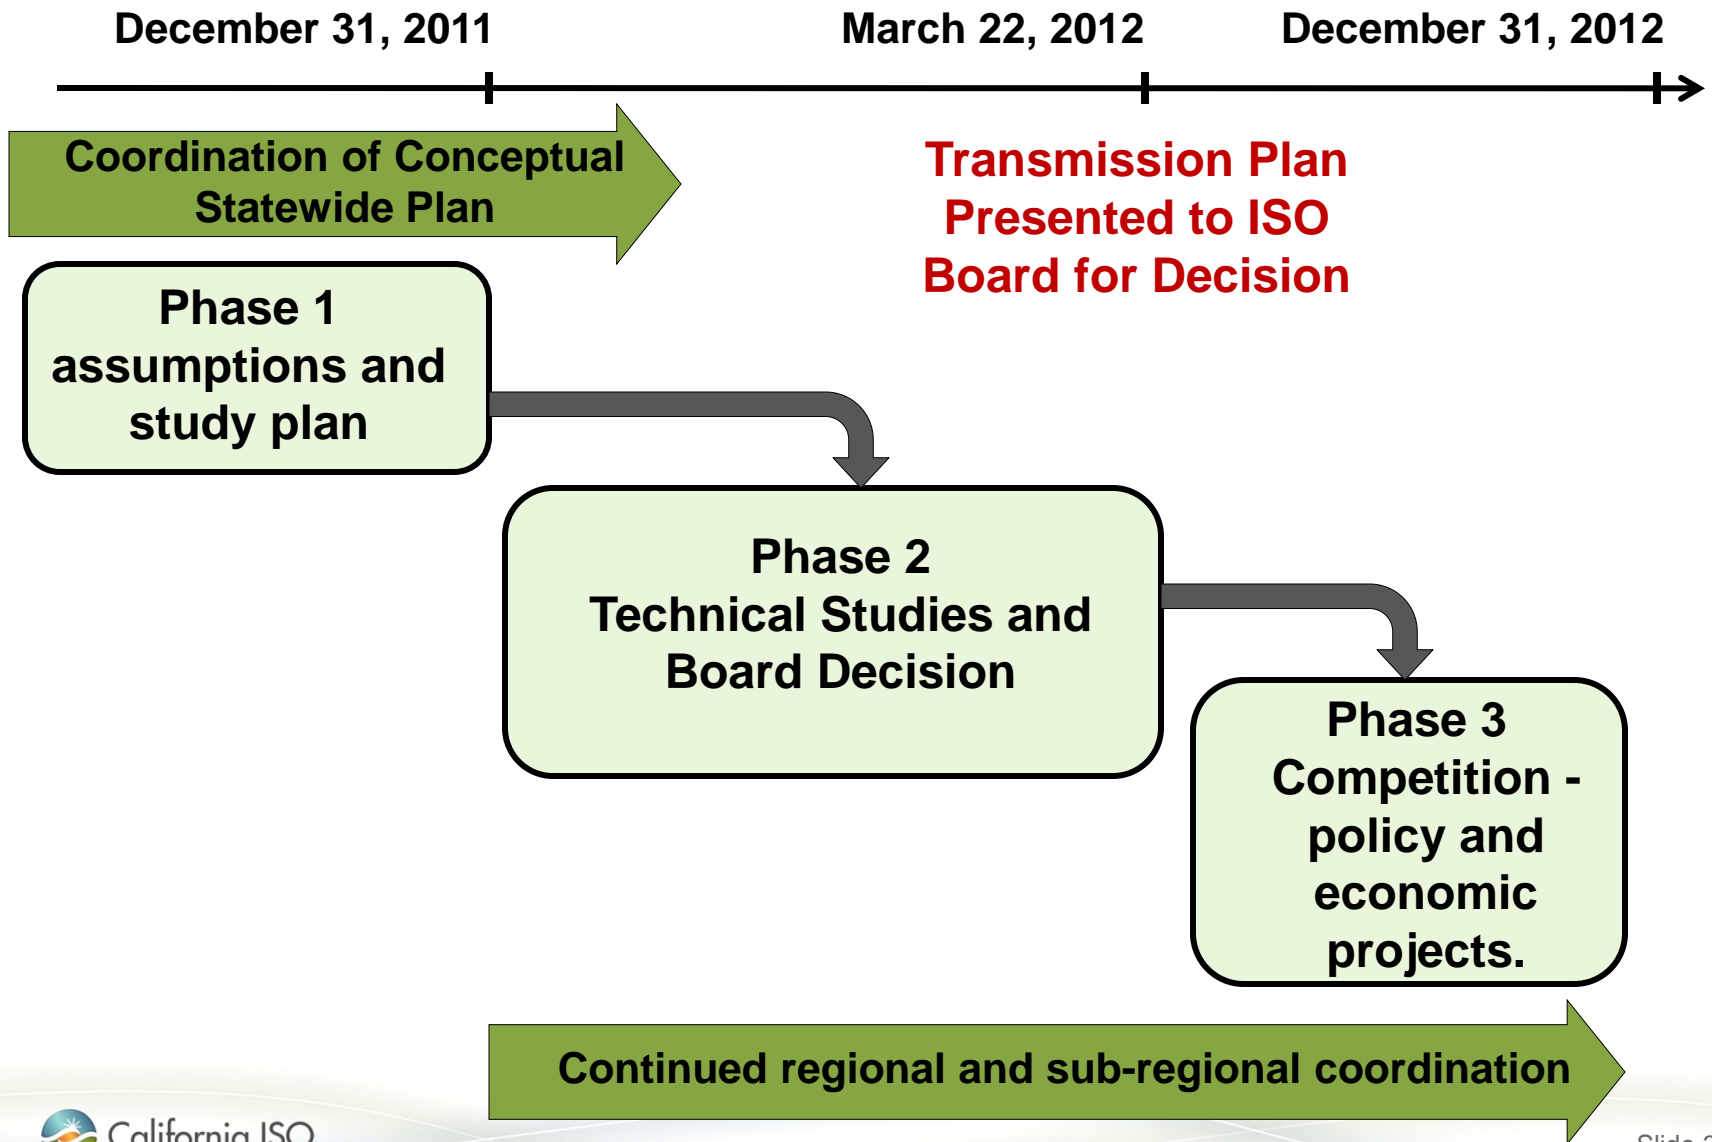 December 31, 2011
March 22, 2012
December 31, 2012
Coordination of Conceptual
Statewide Plan
Transmission Plan
Presented to ISO
Board for Decision
Phase 1
assumptions and
study plan
Phase 2
Technical Studies and
Board Decision
Phase 3
Competition -
policy and
economic
projects.
Continued regional and sub-regional coordination
California ISO
Slide